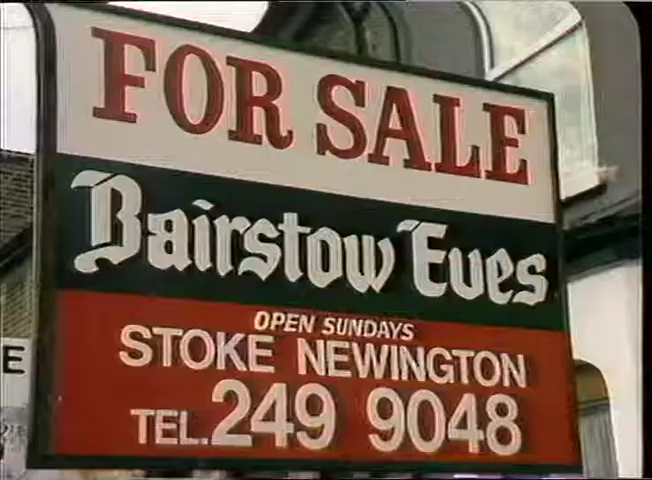 FOR SALE
Bairstow Eves
OPEN SUNDAYS
STOKE NEWINGTON
TEL. 249 9048
E